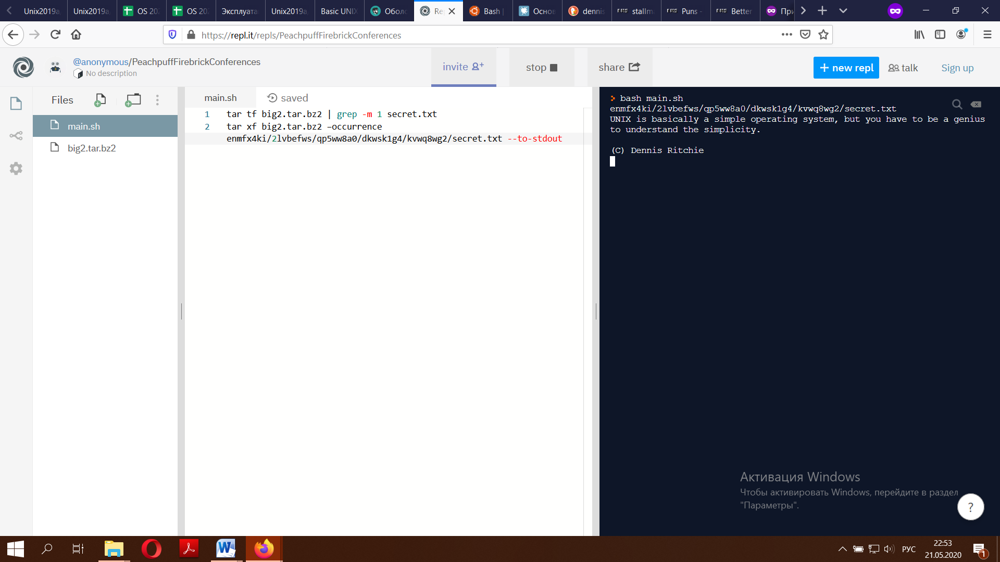 Unix2019a
Unix2019a,
OS 202
OS 202
Эксплуата
Unix2019a,
Basic UNIX
Оболо
Re
Bash |
Основ
dennis
stallm
Puns -
Better
При
https://repl.it/repls/PeachpuffFirebrickConferences
@anonymous/PeachpuffFirebrickConferences
No description
invite
stop
share
+ new repl
talk
Sign up
Files
main.sh
big2.tar.bz2
main.sh
saved
1 tar tf big2.tar.bz2 | grep -m 1 secret.txt
2 tar xf big2.tar.bz2 –occurrence
enmfx4ki/2lvbefws/qp5ww8a0/dkwsk1g4/kvwq8wg2/secret.txt --to-stdout
> bash main.sh
enmfx4ki/2lvbefws/qp5ww8a0/dkwsk1g4/kvwq8wg2/secret.txt
UNIX is basically a simple operating system, but you have to be a genius
to understand the simplicity.
(C) Dennis Ritchie
Активация Windows
Чтобы активировать Windows, перейдите в раздел
"Параметры".
?
РУС
22:53
21.05.2020
1